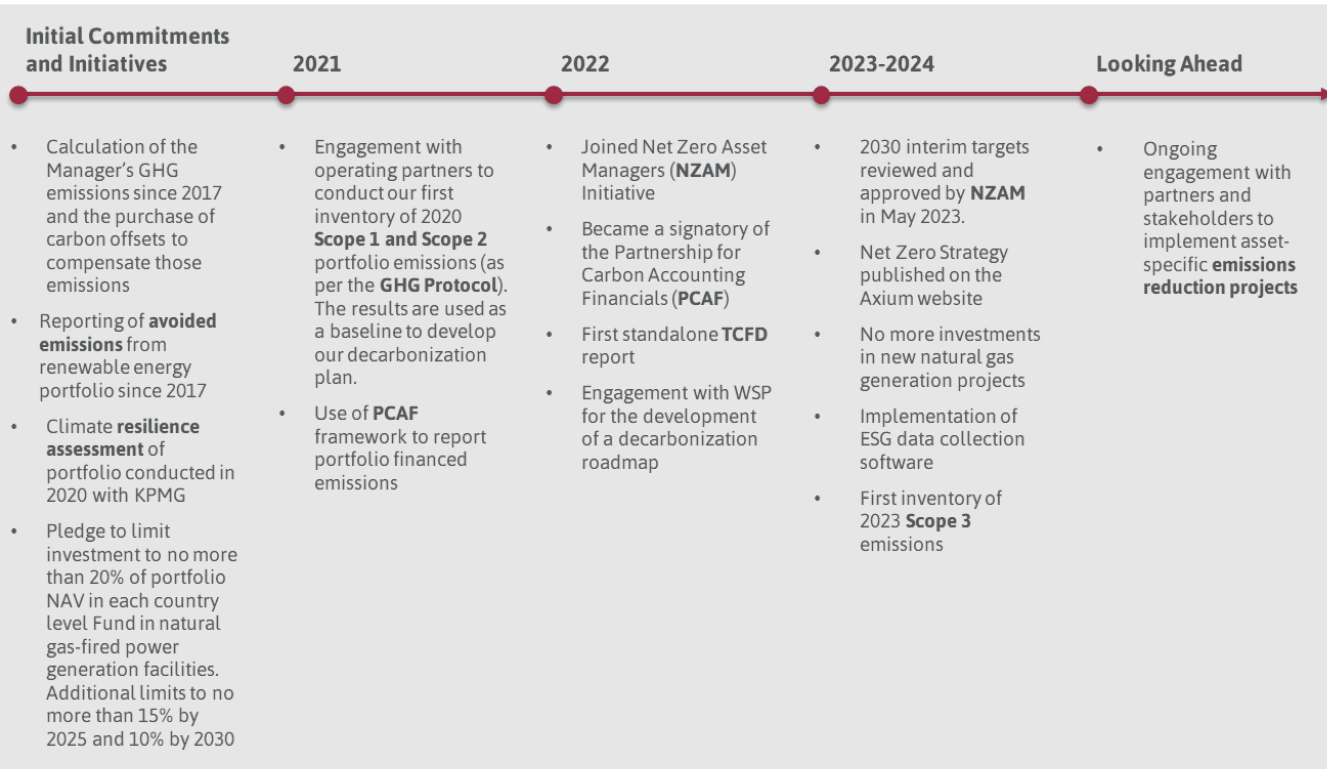 Initial Commitments
and Initiatives
2021
2022
2023-2024
Looking Ahead
• Calculation of the
Manager's GHG
emissions since 2017
and the purchase of
carbon offsets to
compensate those
emissions
• Reporting of avoided
emissions from
renewable energy
portfolio since 2017
• Climate resilience
assessment of
portfolio conducted in
2020 with KPMG
• Pledge to limit
investment to no more
than 20% of portfolio
NAV in each country
level Fund in natural
gas-fired power
generation facilities.
Additional limits to no
more than 15% by
2025 and 10% by 2030
• Engagement with
operating partners to
conduct our first
inventory of 2020
Scope 1 and Scope 2
portfolio emissions (as
per the GHG Protocol).
The results are used as
a baseline to develop
our decarbonization
plan.
• Use of PCAF
framework to report
portfolio financed
emissions
• Joined Net Zero Asset
Managers (NZAM)
Initiative
• Became a signatory of
the Partnership for
Carbon Accounting
Financials (PCAF)
• First standalone TCFD
report
• Engagement with WSP
for the development
of a decarbonization
roadmap
• 2030 interim targets
reviewed and
approved by NZAM
in May 2023.
• Net Zero Strategy
published on the
Axium website
• No more investments
in new natural gas
generation projects
• Implementation of
ESG data collection
software
• First inventory of
2023 Scope 3
emissions
• Ongoing
engagement with
partners and
stakeholders to
implement asset-
specific emissions
reduction projects